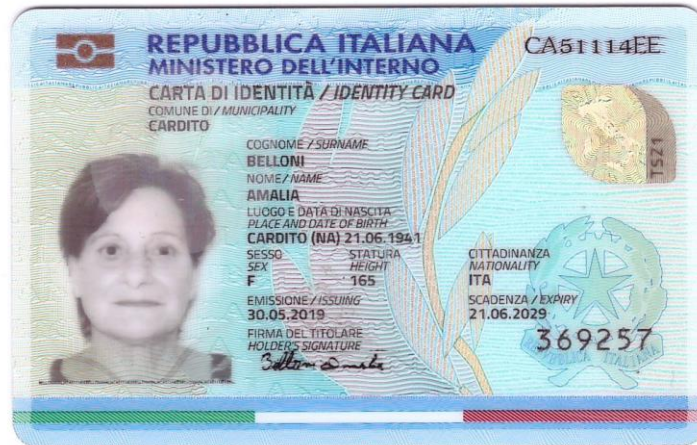 REPUBBLICA ITALIANA
MINISTERO DELL'INTERNO
CA51114EE
CARTA DI IDENTITÀ / IDENTITY CARD
COMUNE DI / MUNICIPALITY
CARDITO
COGNOME / SURNAME
BELLONI
NOME / NAME
AMALIA
LUOGO E DATA DI NASCITA
PLACE AND DATE OF BIRTH
CARDITO (NA) 21.06.1941
SESSO STATURA CITTADINANZA
SEX HEIGHT NATIONALITY
F 165 ITA
EMISSIONE / ISSUING SCADENZA / EXPIRY
30.05.2019 21.06.2029
FIRMA DEL TITOLARE
HOLDER'S SIGNATURE
369257
TS21
REPUBBLICA ITALIANA